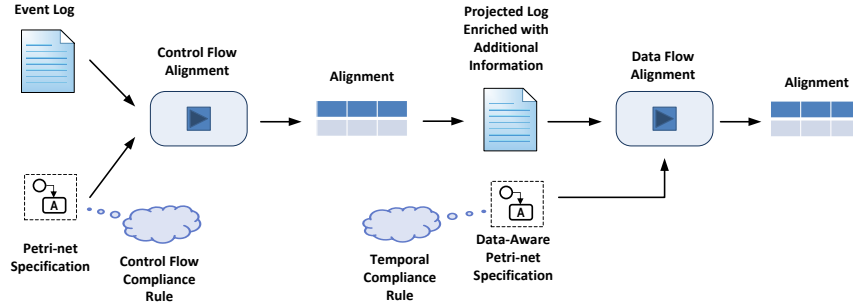 Event Log
Control Flow
Alignment
Alignment
Projected Log
Enriched with
Additional
Information
Data Flow
Alignment
Alignment
A
Petri-net
Specification
Control Flow
Compliance
Rule
Temporal
Compliance
Rule
A
Data-Aware
Petri-net
Specification